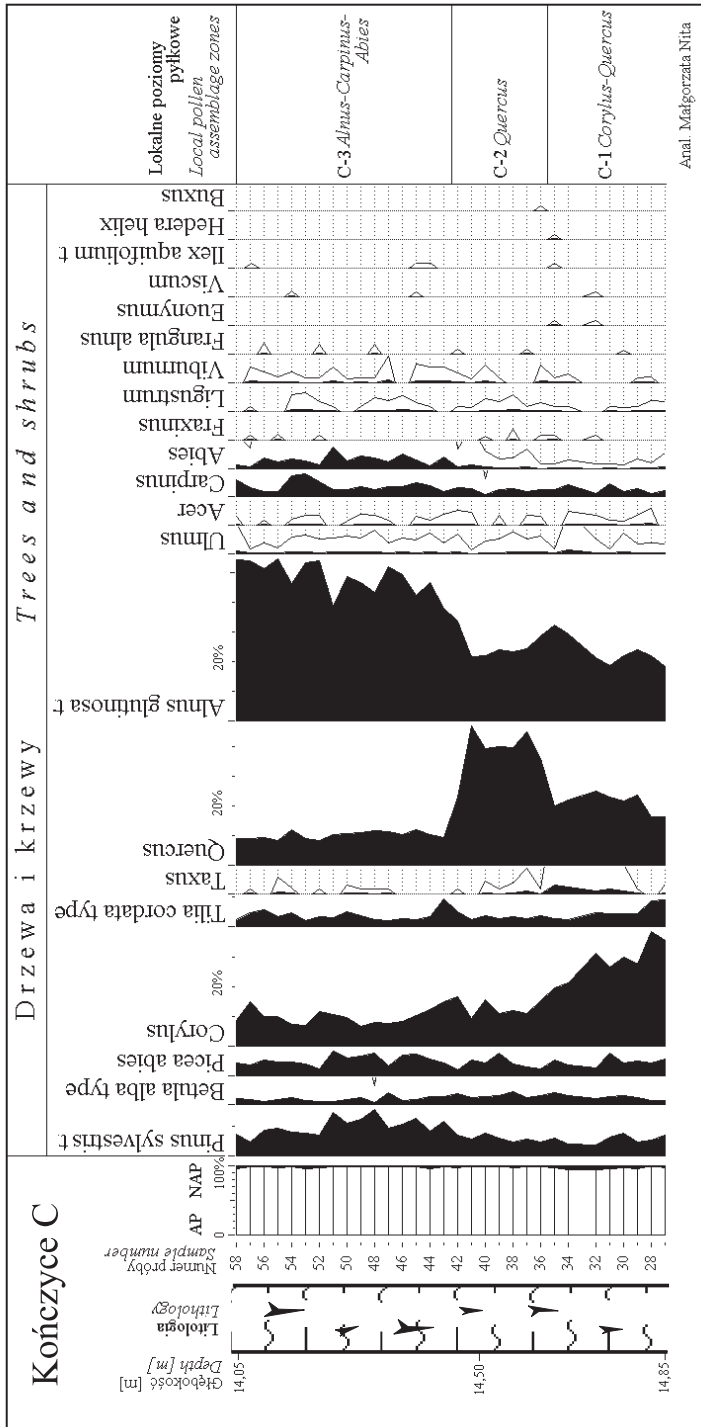 Kończyce C
Drzewa i krzewy
Trees and shrubs
Głębokość [m]
Depth [m]
Litologia
Lithology
Numer próby
Sample number
AP NAP
0 100%
Pinus sylvestris t.
Betula alba type
Picea abies
Corylus
20%
Tilia cordata type
Taxus
Quercus
20%
Alnus glutinosa t.
20%
Ulmus
Acer
Carpinus
Abies
Fraxinus
Ligustrum
Viburnum
Frangula alnus
Euonymus
Viscum
Ilex aquifolium t.
Hedera helix
Buxus
Lokalne poziomy
pyłkowe
Local pollen
assemblage zones
14,05
14,50
14,85
58
56
54
52
50
48
46
44
42
40
38
36
34
32
30
28
C-3 Alnus-Carpinus-
Abies
C-2 Quercus
C-1 Corylus-Quercus
Anal. Małgorzata Nita